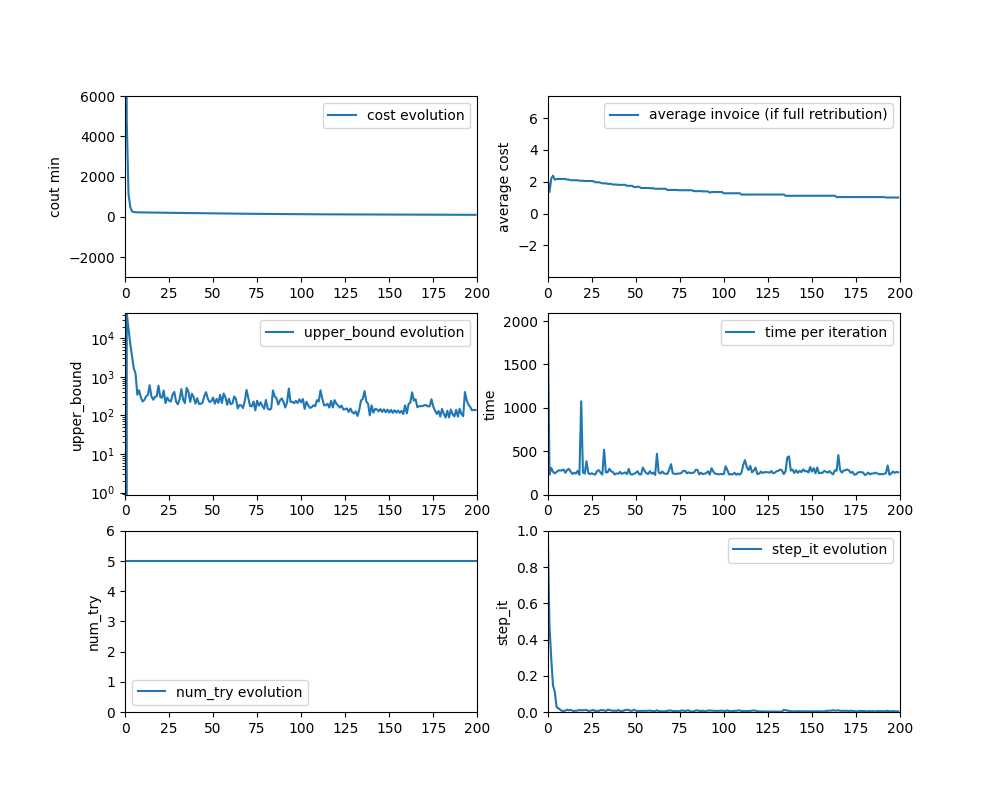 cost evolution
cout min
6000
4000
2000
0
−2000
0 25 50 75 100 125 150 175 200
average invoice (if full retribution)
average cost
6
4
2
0
−2
0 25 50 75 100 125 150 175 200
upper_bound evolution
upper_bound
10^4
10^3
10^2
10^1
10^0
0 25 50 75 100 125 150 175 200
time per iteration
time
2000
1500
1000
500
0
0 25 50 75 100 125 150 175 200
num_try evolution
num_try
6
5
4
3
2
1
0
0 25 50 75 100 125 150 175 200
step_it evolution
step_it
1.0
0.8
0.6
0.4
0.2
0.0
0 25 50 75 100 125 150 175 200